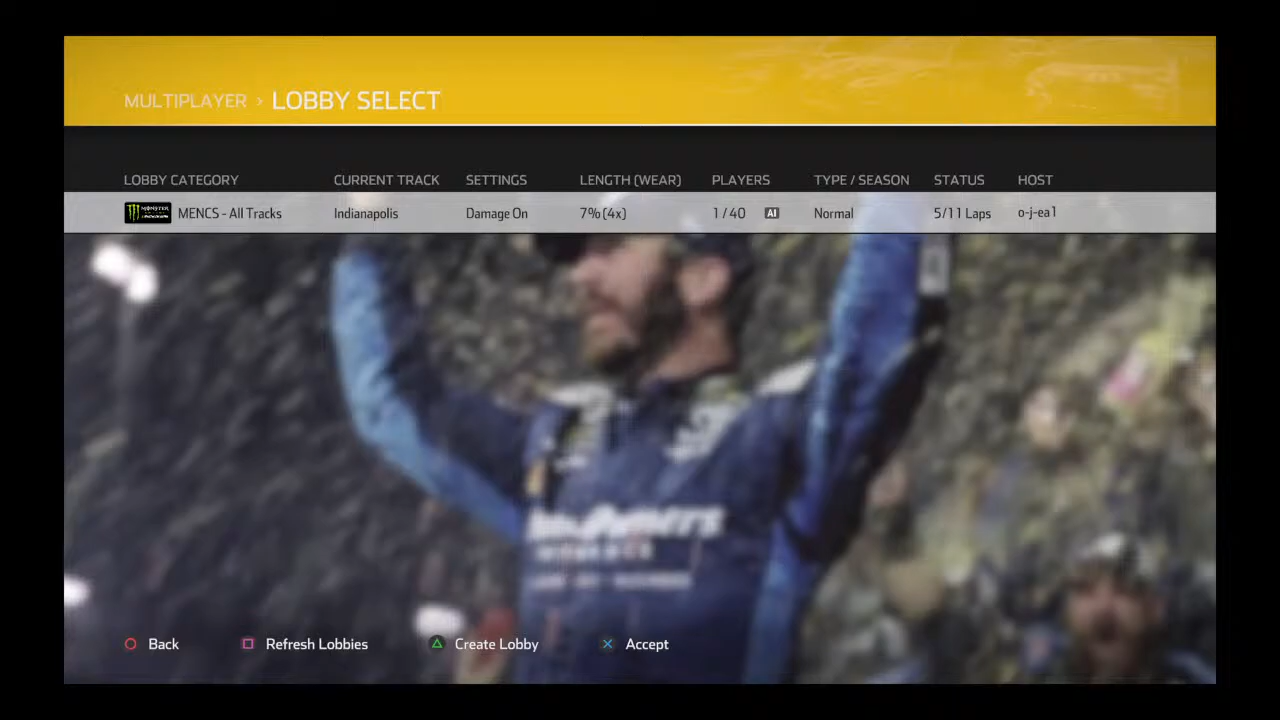 MULTIPLAYER › LOBBY SELECT
LOBBY CATEGORY CURRENT TRACK SETTINGS LENGTH (WEAR) PLAYERS TYPE / SEASON STATUS HOST
MENCS - All Tracks Indianapolis Damage On 7% (4x) 1 / 40 AI Normal 5/11 Laps o-j-ea1
Back Refresh Lobbies Create Lobby Accept